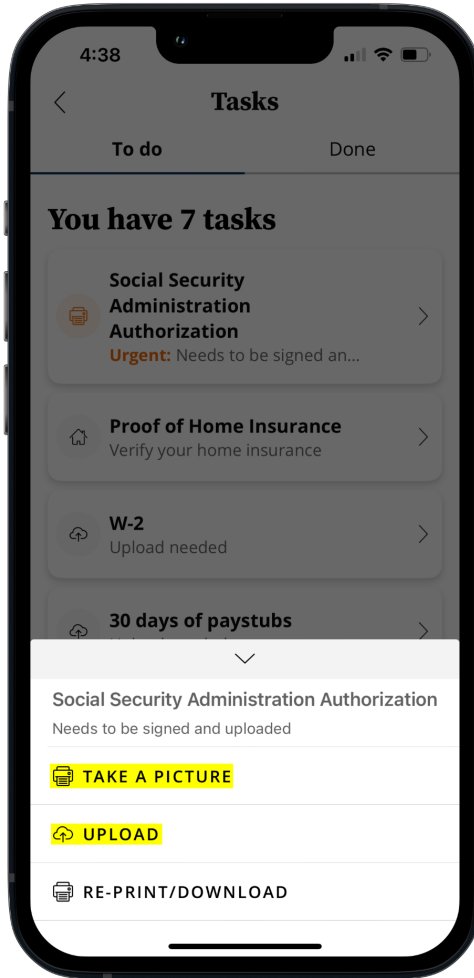 4:38
Tasks
To do
Done
You have 7 tasks
Social Security
Administration
Authorization
Urgent: Needs to be signed an...
Proof of Home Insurance
Verify your home insurance
W-2
Upload needed
30 days of paystubs
Social Security Administration Authorization
Needs to be signed and uploaded
TAKE A PICTURE
UPLOAD
RE-PRINT/DOWNLOAD